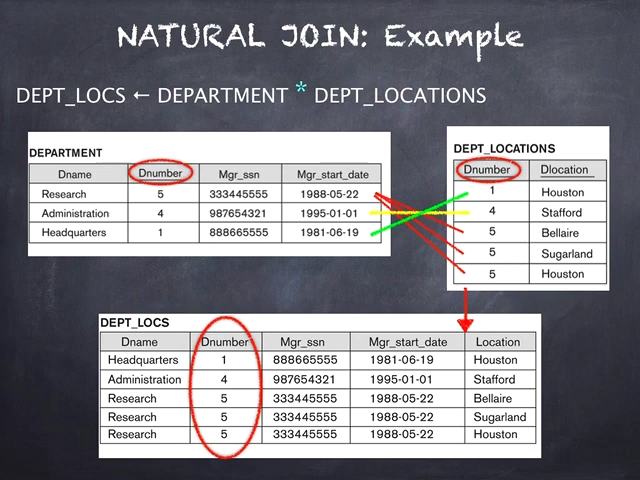 NATURAL JOIN: Example
DEPT_LOCS ← DEPARTMENT * DEPT_LOCATIONS
DEPARTMENT
Dname Dnumber Mgr_ssn Mgr_start_date
Research 5 333445555 1988-05-22
Administration 4 987654321 1995-01-01
Headquarters 1 888665555 1981-06-19
DEPT_LOCATIONS
Dnumber Dlocation
1 Houston
4 Stafford
5 Bellaire
5 Sugarland
5 Houston
DEPT_LOCS
Dname Dnumber Mgr_ssn Mgr_start_date Location
Headquarters 1 888665555 1981-06-19 Houston
Administration 4 987654321 1995-01-01 Stafford
Research 5 333445555 1988-05-22 Bellaire
Research 5 333445555 1988-05-22 Sugarland
Research 5 333445555 1988-05-22 Houston